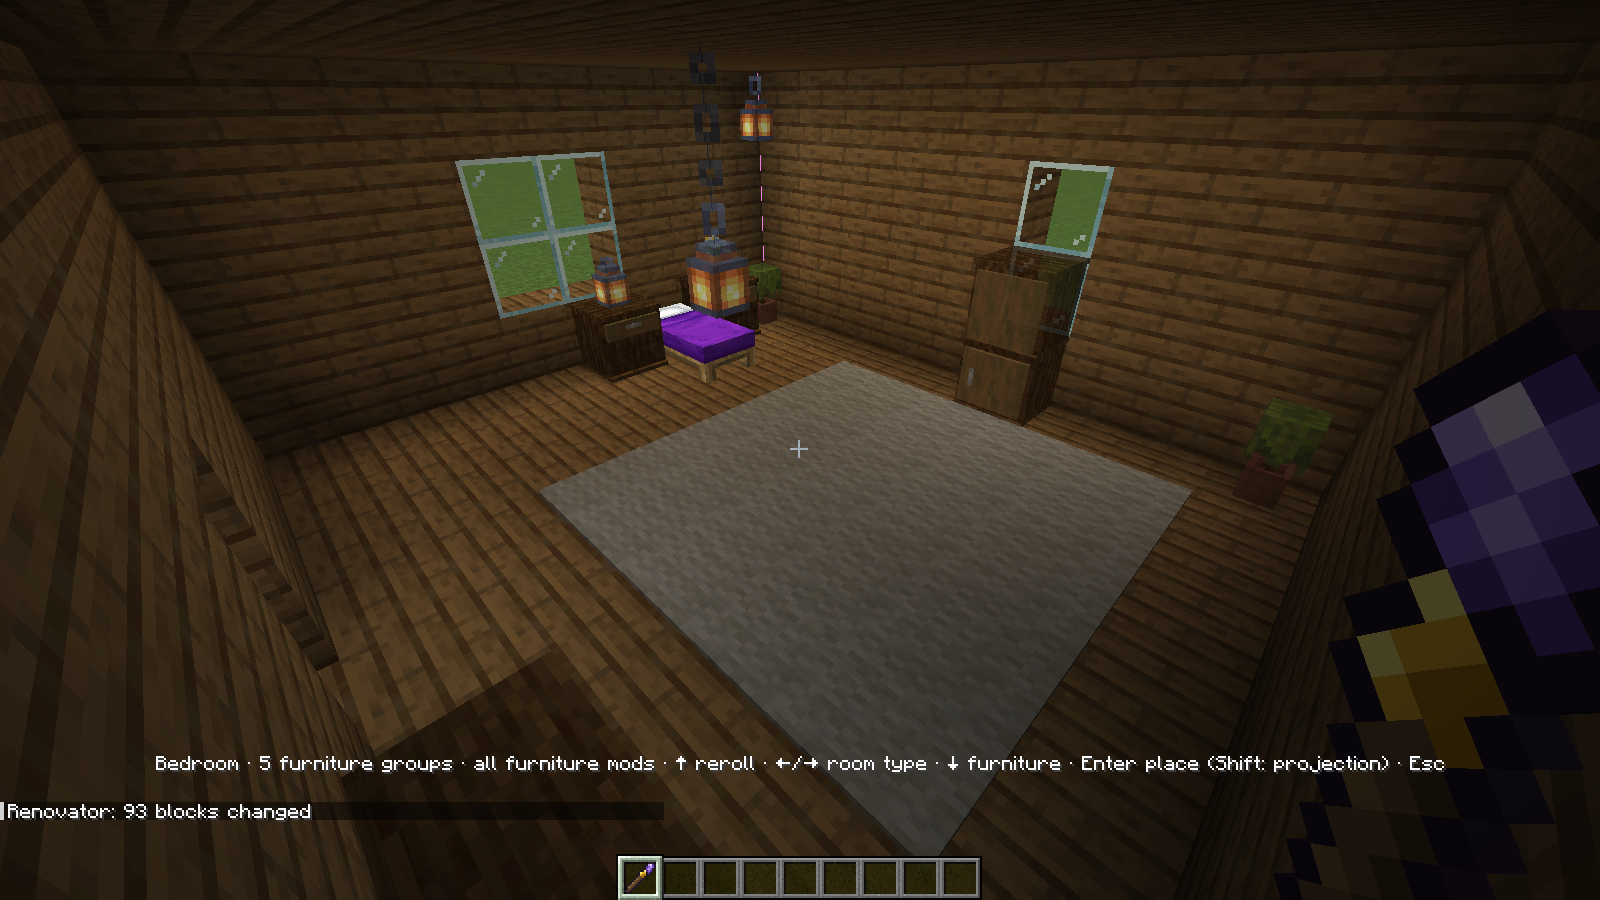 Bedroom · 5 furniture groups · all furniture mods · ↑ reroll · ←/→ room type · ↓ furniture · Enter place (Shift: projection) · Esc
Renovator: 93 blocks changed